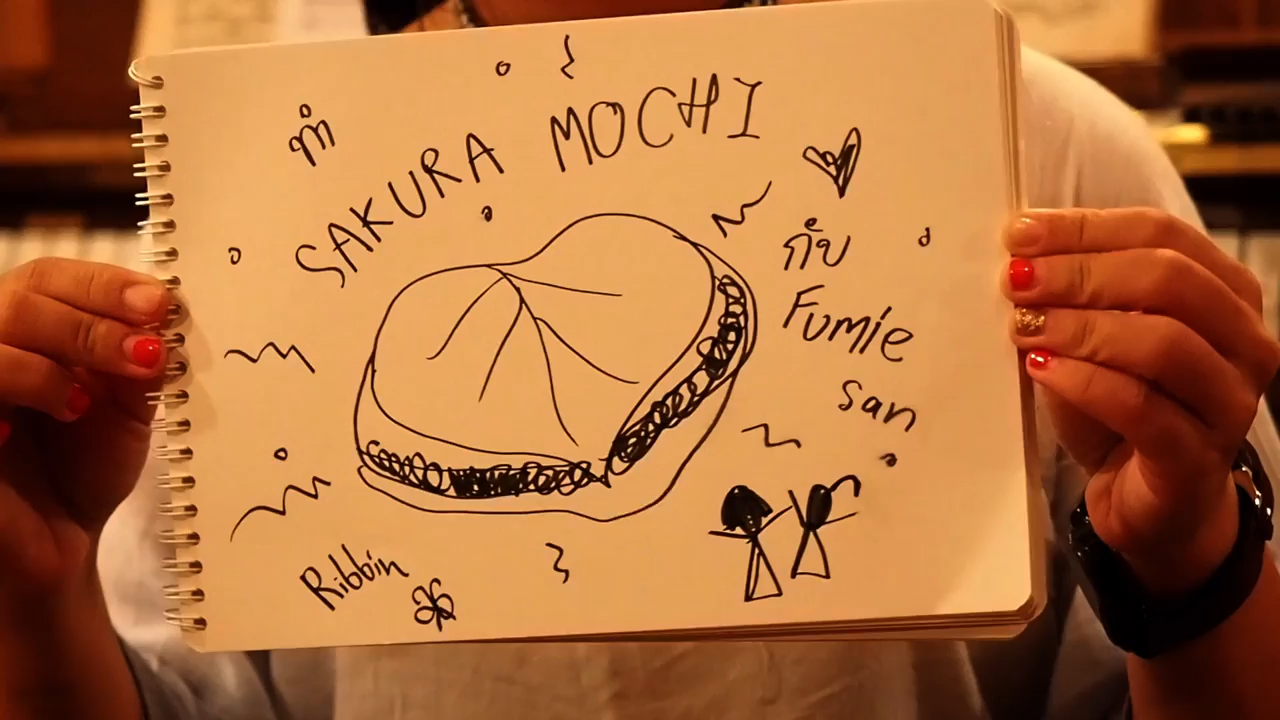 ทำ
SAKURA MOCHI
กับ
Fumie
san
Ribbin